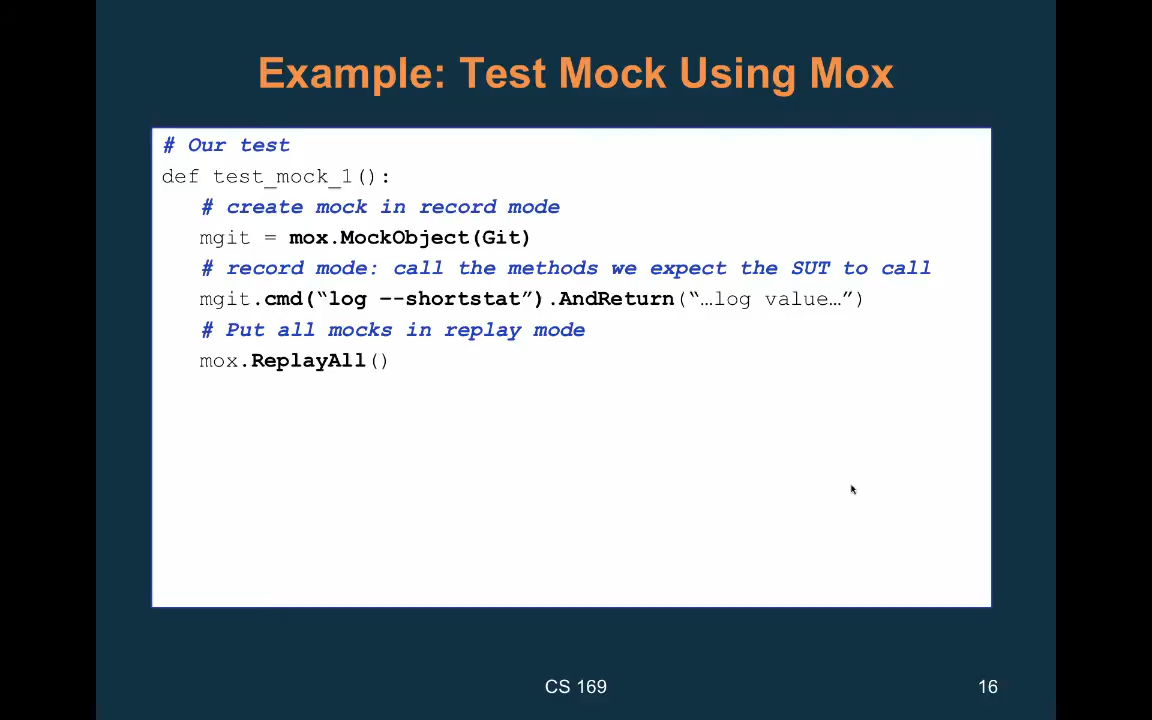 Example: Test Mock Using Mox
# Our test
def test_mock_1():
# create mock in record mode
mgit = mox.MockObject(Git)
# record mode: call the methods we expect the SUT to call
mgit.cmd(“log –-shortstat”).AndReturn(“…log value…”)
# Put all mocks in replay mode
mox.ReplayAll()
CS 169
16